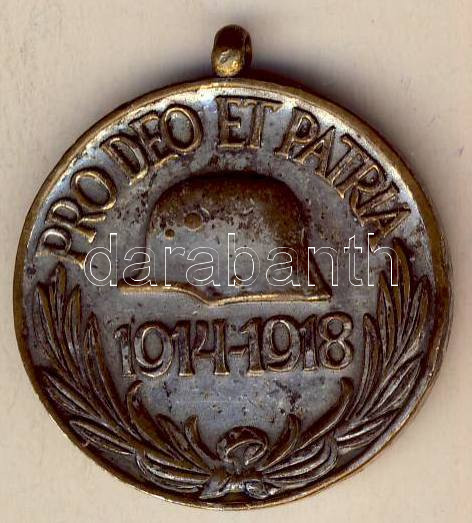 PRO DEO ET PATRIA
darabanth
1914-1918